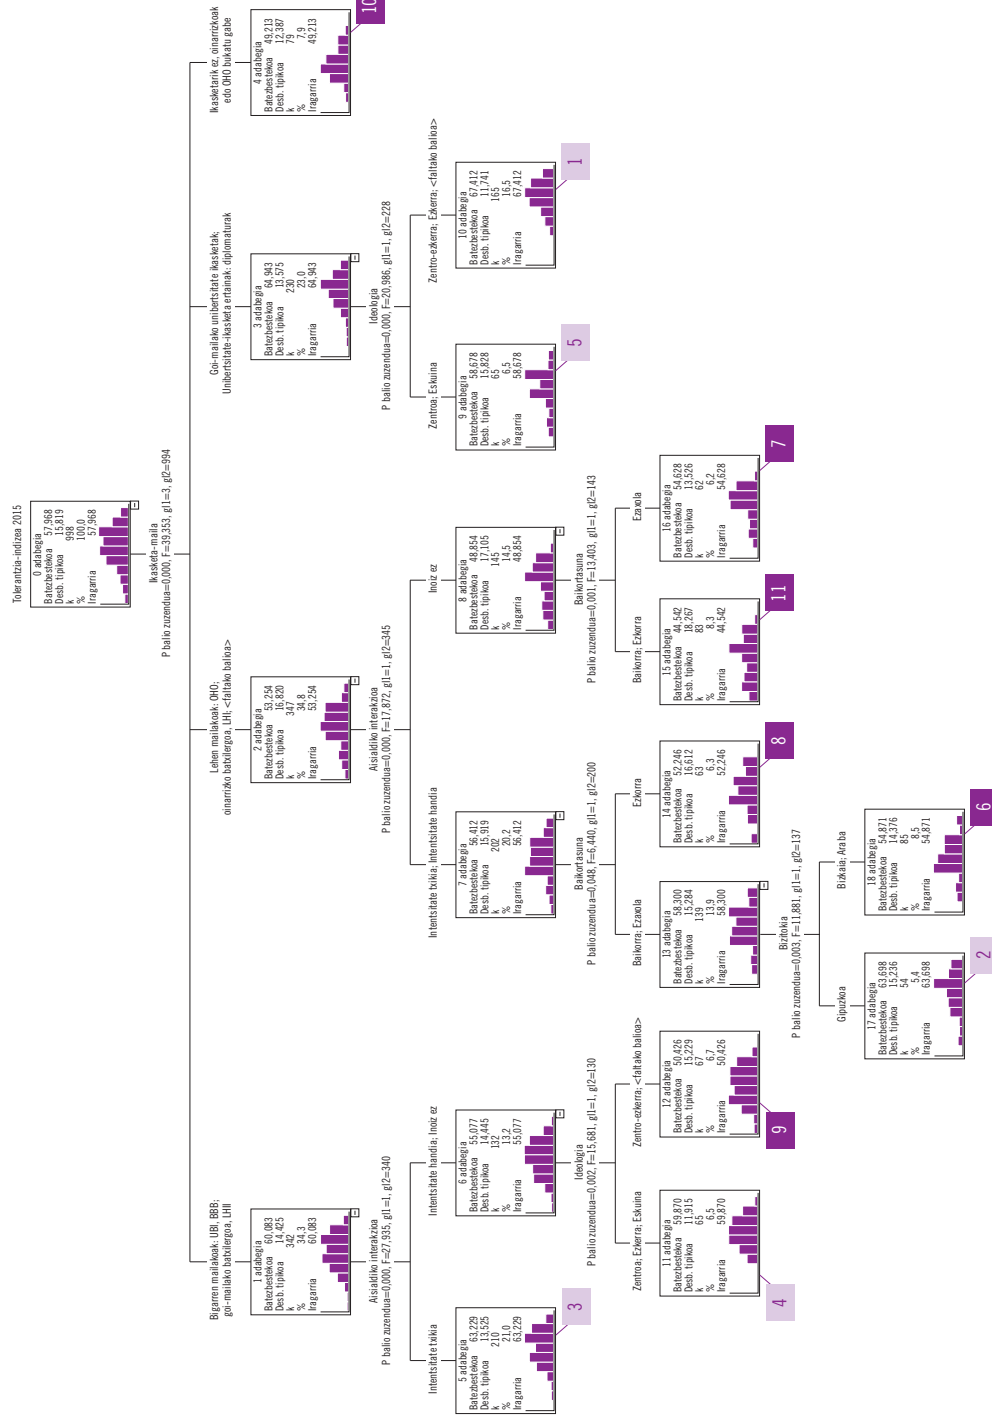 Tolerantzia-indizea 2015
0 adabegia
Batezbestekoa 57,968
Desb. tipikoa 15,819
k 998
% 100,0
Iragarria 57,968
Ikasketa-maila
P balio zuzendua=0,000, F=39,353, gl1=3, gl2=994
Bigarren mailakoak: UBI, BBB;
goi-mailako batxilergoa, LHII
1 adabegia
Batezbestekoa 60,083
Desb. tipikoa 14,425
k 342
% 34,3
Iragarria 60,083
Lehen mailakoak: OHO;
oinarrizko batxilergoa, LHI; <faltako balioa>
2 adabegia
Batezbestekoa 53,254
Desb. tipikoa 16,820
k 347
% 34,8
Iragarria 53,254
Goi-mailako unibertsitate ikasketak;
Unibertsitate-ikasketa ertainak: diplomaturak
3 adabegia
Batezbestekoa 64,943
Desb. tipikoa 13,575
k 230
% 23,0
Iragarria 64,943
Ikasketarik ez, oinarrizkoak
edo OHO bukatu gabe
4 adabegia
Batezbestekoa 49,213
Desb. tipikoa 12,387
k 79
% 7,9
Iragarria 49,213
10
Aisialdiko interakzioa
P balio zuzendua=0,000, F=27,935, gl1=1, gl2=340
Aisialdiko interakzioa
P balio zuzendua=0,000, F=17,872, gl1=1, gl2=345
Ideologia
P balio zuzendua=0,000, F=20,986, gl1=1, gl2=228
Intentsitate txikia
5 adabegia
Batezbestekoa 63,229
Desb. tipikoa 13,525
k 210
% 21,0
Iragarria 63,229
3
Intentsitate handia; Inoiz ez
6 adabegia
Batezbestekoa 55,077
Desb. tipikoa 14,445
k 132
% 13,2
Iragarria 55,077
Intentsitate txikia; Intentsitate handia
7 adabegia
Batezbestekoa 56,412
Desb. tipikoa 15,919
k 202
% 20,2
Iragarria 56,412
Inoiz ez
8 adabegia
Batezbestekoa 48,854
Desb. tipikoa 17,105
k 145
% 14,5
Iragarria 48,854
Zentroa; Eskuina
9 adabegia
Batezbestekoa 58,678
Desb. tipikoa 15,828
k 65
% 6,5
Iragarria 58,678
5
Zentro-ezkerra; Ezkerra; <faltako balioa>
10 adabegia
Batezbestekoa 67,412
Desb. tipikoa 11,741
k 165
% 16,5
Iragarria 67,412
1
Ideologia
P balio zuzendua=0,002, F=15,681, gl1=1, gl2=130
Baikortasuna
P balio zuzendua=0,048, F=6,440, gl1=1, gl2=200
Baikortasuna
P balio zuzendua=0,001, F=13,403, gl1=1, gl2=143
Zentroa; Ezkerra; Eskuina
11 adabegia
Batezbestekoa 59,870
Desb. tipikoa 11,915
k 65
% 6,5
Iragarria 59,870
4
Zentro-ezkerra; <faltako balioa>
12 adabegia
Batezbestekoa 50,426
Desb. tipikoa 15,229
k 67
% 6,7
Iragarria 50,426
9
Baikorra; Ezaxola
13 adabegia
Batezbestekoa 58,300
Desb. tipikoa 15,284
k 139
% 13,9
Iragarria 58,300
Ezkorra
14 adabegia
Batezbestekoa 52,246
Desb. tipikoa 16,612
k 63
% 6,3
Iragarria 52,246
8
Baikorra; Ezkorra
15 adabegia
Batezbestekoa 44,542
Desb. tipikoa 18,267
k 83
% 8,3
Iragarria 44,542
11
Ezaxola
16 adabegia
Batezbestekoa 54,628
Desb. tipikoa 13,526
k 62
% 6,2
Iragarria 54,628
7
Bizitokia
P balio zuzendua=0,003, F=11,881, gl1=1, gl2=137
Gipuzkoa
17 adabegia
Batezbestekoa 63,698
Desb. tipikoa 15,236
k 54
% 5,4
Iragarria 63,698
2
Bizkaia; Araba
18 adabegia
Batezbestekoa 54,871
Desb. tipikoa 14,376
k 85
% 8,5
Iragarria 54,871
6